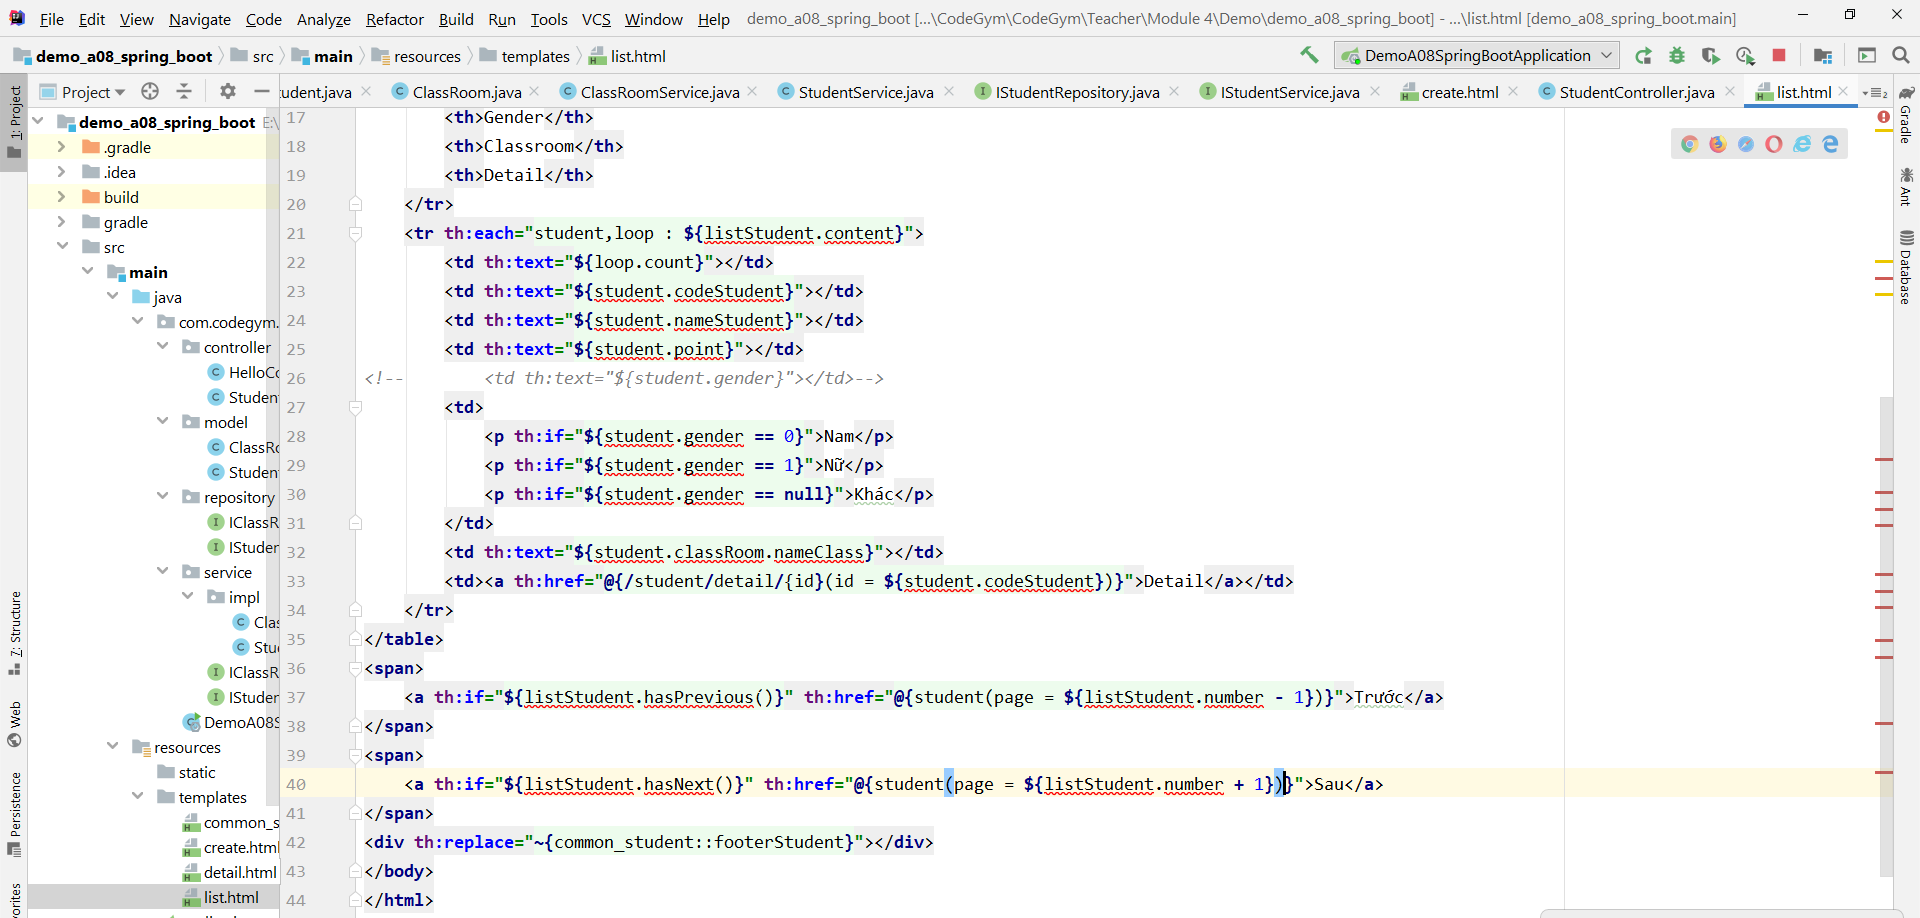 File Edit View Navigate Code Analyze Refactor Build Run Tools VCS Window Help demo_a08_spring_boot [...\CodeGym\CodeGym\Teacher\Module 4\Demo\demo_a08_spring_boot] - ...\list.html [demo_a08_spring_boot.main]
demo_a08_spring_boot src main resources templates list.html DemoA08SpringBootApplication
Project udent.java ClassRoom.java ClassRoomService.java StudentService.java IStudentRepository.java IStudentService.java create.html StudentController.java list.html 2
1: Project
7: Structure
Web
Persistence
vorites
demo_a08_spring_boot E:\
.gradle
.idea
build
gradle
src
main
java
com.codegym.
controller
HelloCo
Studen
model
ClassRo
Student
repository
IClassR
IStuden
service
impl
Clas
Stu
IClassR
IStuden
DemoA08S
resources
static
templates
common_s
create.html
detail.html
list.html
17 <th>Gender</th>
18 <th>Classroom</th>
19 <th>Detail</th>
20 </tr>
21 <tr th:each="student,loop : ${listStudent.content}">
22 <td th:text="${loop.count}"></td>
23 <td th:text="${student.codeStudent}"></td>
24 <td th:text="${student.nameStudent}"></td>
25 <td th:text="${student.point}"></td>
26 <!-- <td th:text="${student.gender}"></td>-->
27 <td>
28 <p th:if="${student.gender == 0}">Nam</p>
29 <p th:if="${student.gender == 1}">Nữ</p>
30 <p th:if="${student.gender == null}">Khác</p>
31 </td>
32 <td th:text="${student.classRoom.nameClass}"></td>
33 <td><a th:href="@{/student/detail/{id}(id = ${student.codeStudent})}">Detail</a></td>
34 </tr>
35 </table>
36 <span>
37 <a th:if="${listStudent.hasPrevious()}" th:href="@{student(page = ${listStudent.number - 1})}">Trước</a>
38 </span>
39 <span>
40 <a th:if="${listStudent.hasNext()}" th:href="@{student(page = ${listStudent.number + 1})}">Sau</a>
41 </span>
42 <div th:replace="~{common_student::footerStudent}"></div>
43 </body>
44 </html>
Gradle
Ant
Database